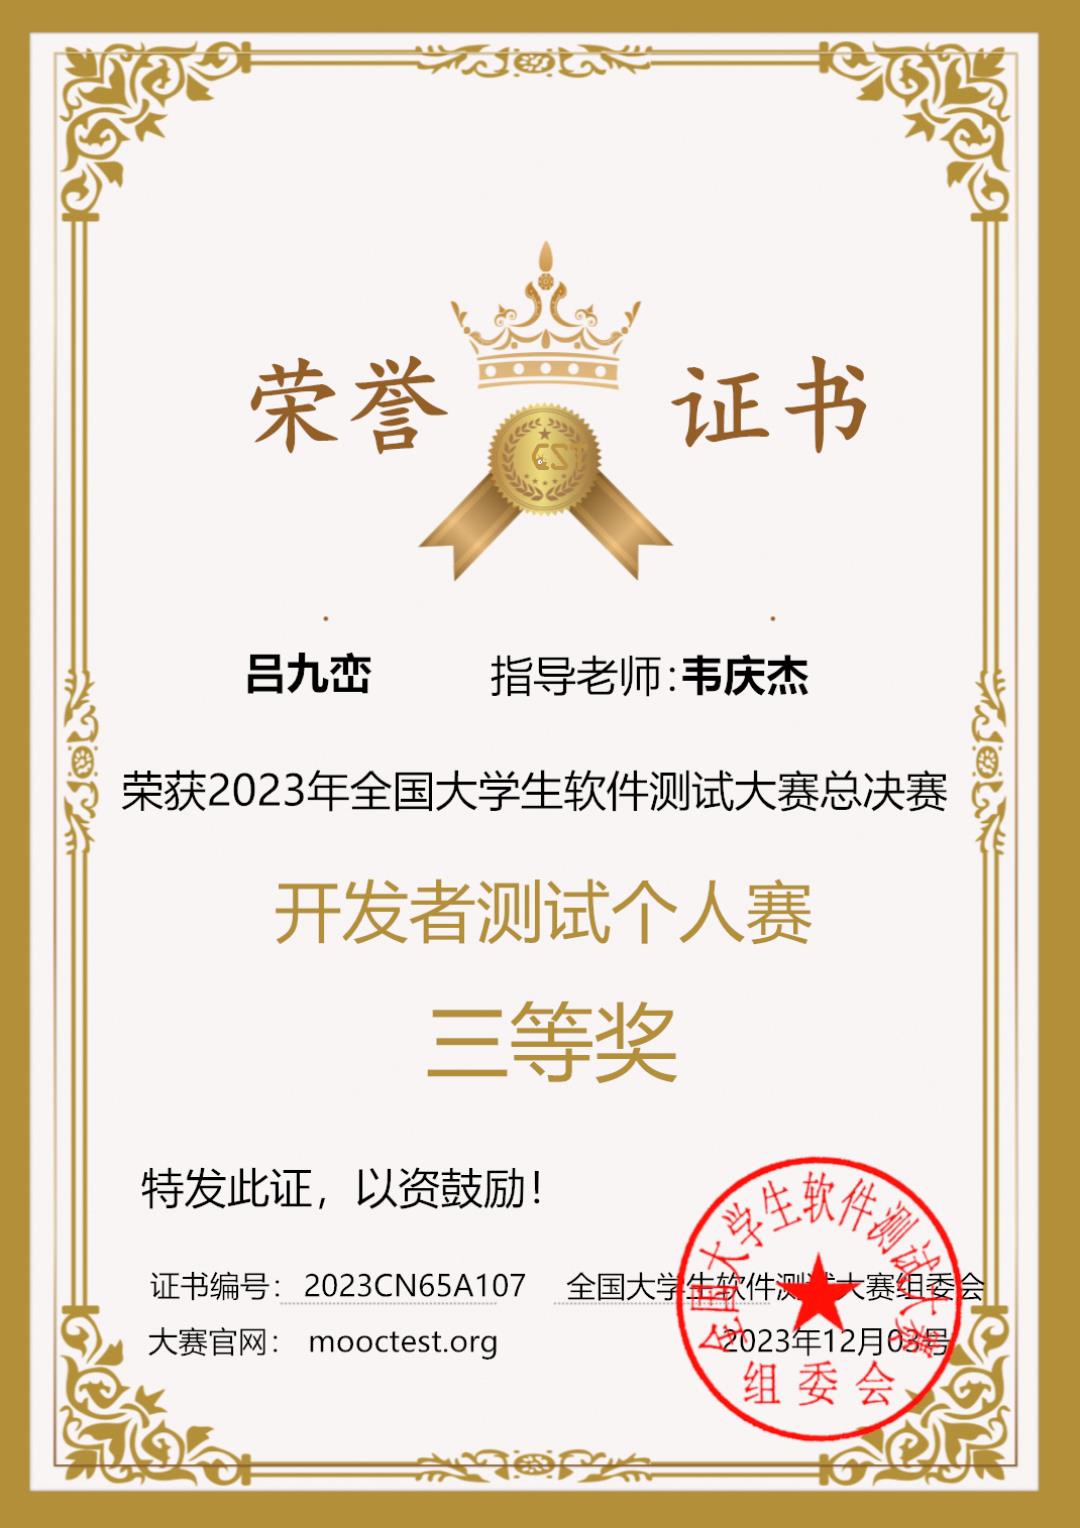 荣誉证书
CST
吕九峦 指导老师:韦庆杰
荣获2023年全国大学生软件测试大赛总决赛
开发者测试个人赛
三等奖
特发此证，以资鼓励！
证书编号： 2023CN65A107 全国大学生软件测试大赛组委会
大赛官网： mooctest.org 2023年12月03号
全国大学生软件测试大赛
组委会